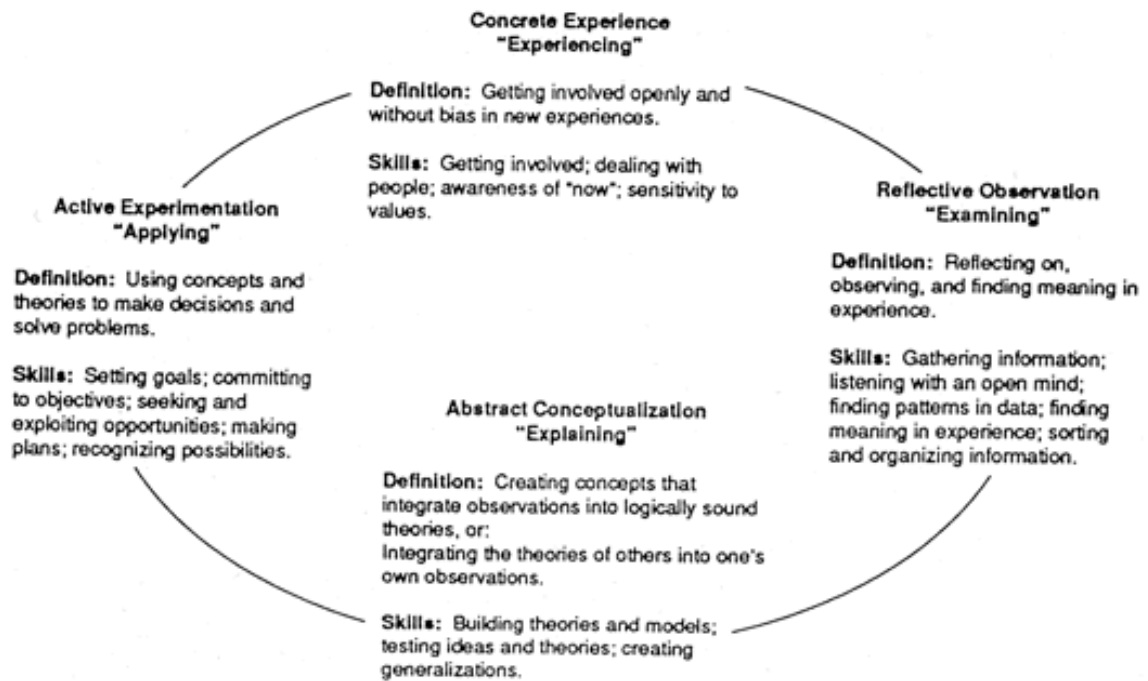 Concrete Experience
"Experiencing"
Definition: Getting involved openly and
without bias in new experiences.
Skills: Getting involved; dealing with
people; awareness of "now"; sensitivity to
values.
Reflective Observation
"Examining"
Definition: Reflecting on,
observing, and finding meaning in
experience.
Skills: Gathering information;
listening with an open mind;
finding patterns in data; finding
meaning in experience; sorting
and organizing information.
Abstract Conceptualization
"Explaining"
Definition: Creating concepts that
integrate observations into logically sound
theories, or:
Integrating the theories of others into one's
own observations.
Skills: Building theories and models;
testing ideas and theories; creating
generalizations.
Active Experimentation
"Applying"
Definition: Using concepts and
theories to make decisions and
solve problems.
Skills: Setting goals; committing
to objectives; seeking and
exploiting opportunities; making
plans; recognizing possibilities.